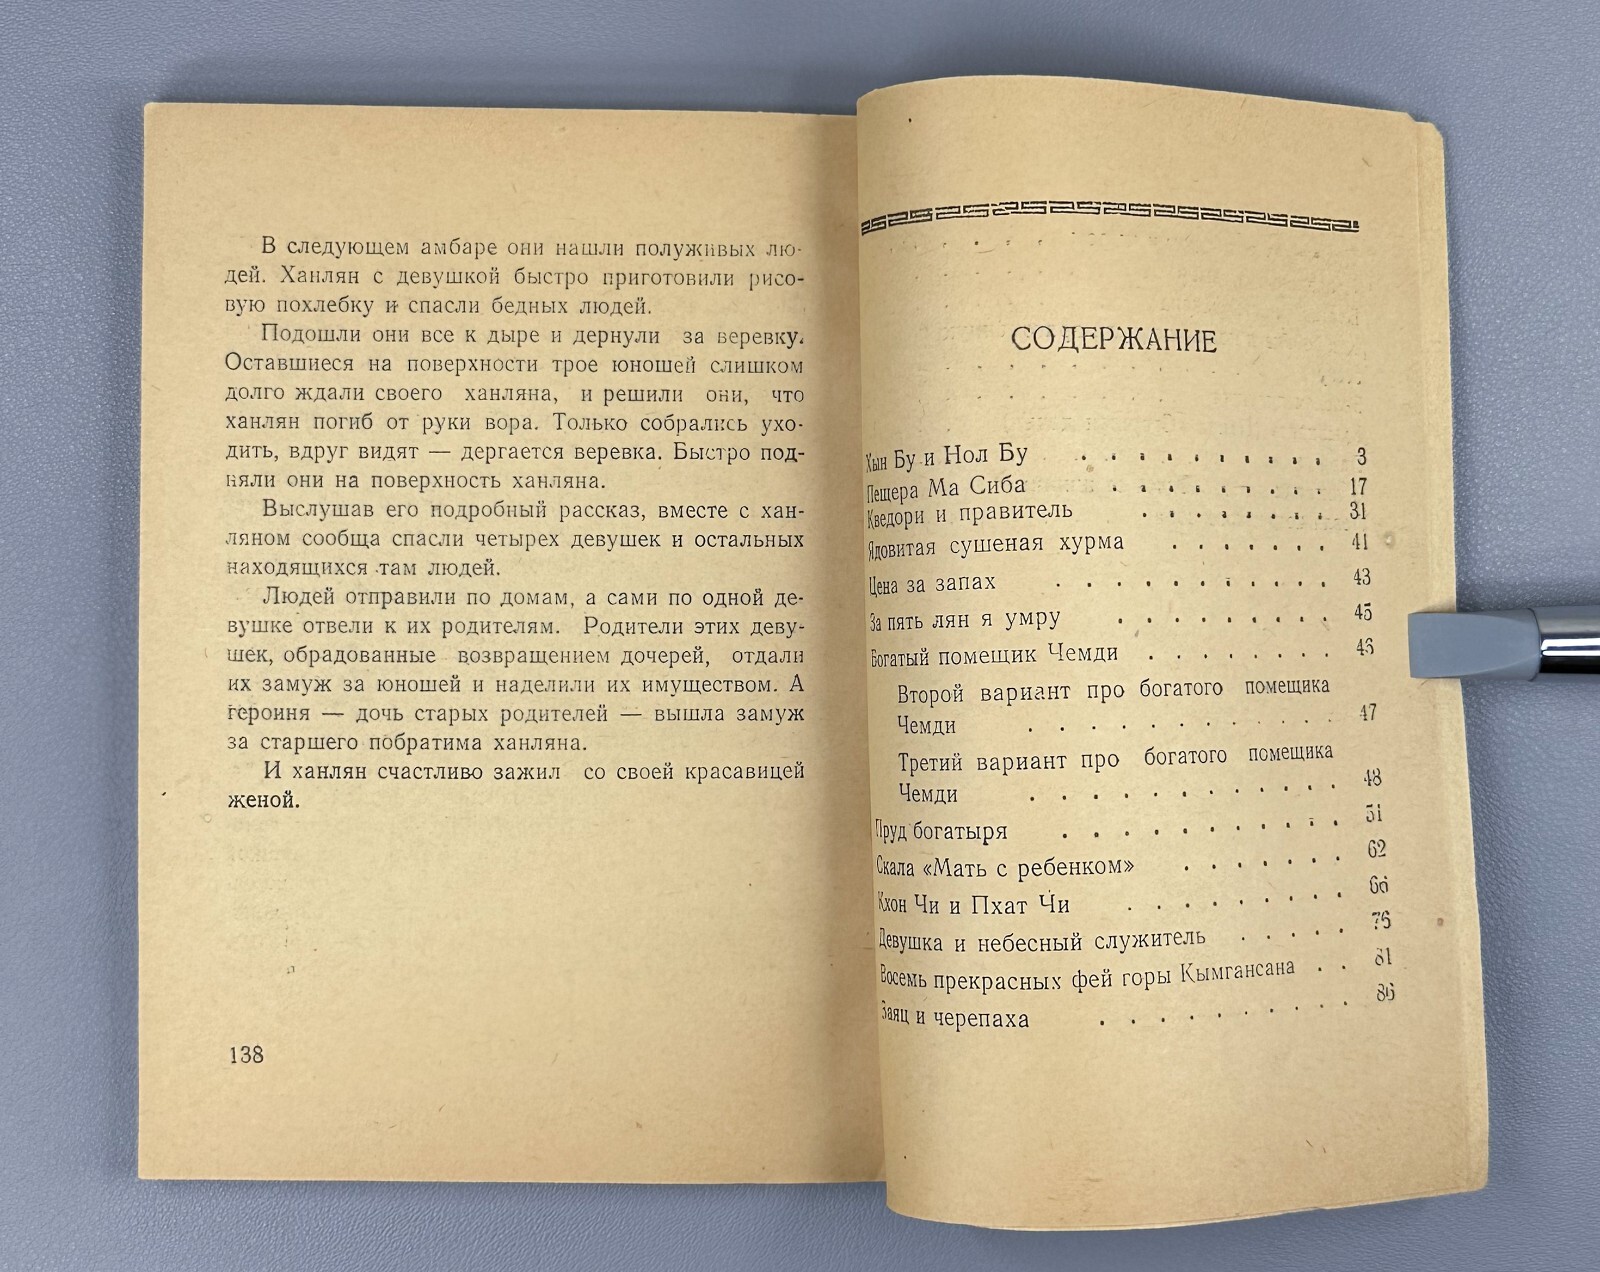 В следующем амбаре они нашли полуживых лю-
дей. Ханлян с девушкой быстро приготовили рисо-
вую похлебку и спасли бедных людей.
Подошли они все к дыре и дернули за веревку.
Оставшиеся на поверхности трое юношей слишком
долго ждали своего ханляна, и решили они, что
ханлян погиб от руки вора. Только собрались ухо-
дить, вдруг видят — дергается веревка. Быстро под-
няли они на поверхность ханляна.
Выслушав его подробный рассказ, вместе с хан-
ляном сообща спасли четырех девушек и остальных
находящихся там людей.
Людей отправили по домам, а сами по одной де-
вушке отвели к их родителям. Родители этих деву-
шек, обрадованные возвращением дочерей, отдали
их замуж за юношей и наделили их имуществом. А
героиня — дочь старых родителей — вышла замуж
за старшего побратима ханляна.
И ханлян счастливо зажил со своей красавицей
женой.
138
СОДЕРЖАНИЕ
Хын Бу и Нол Бу . . . . . . . . . 3
Пещера Ма Сиба . . . . . . . . 17
Кведори и правитель . . . . . . . 31
Ядовитая сушеная хурма . . . . . . 41
Цена за запах . . . . . . . . . . 43
За пять лян я умру . . . . . . . . 45
Богатый помещик Чемди . . . . . . . 46
Второй вариант про богатого помещика
Чемди . . . . . . . . . . . 47
Третий вариант про богатого помещика
Чемди . . . . . . . . . . . 48
Пруд богатыря . . . . . . . . . . 51
Скала «Мать с ребенком» . . . . . . 62
Кхон Чи и Пхат Чи . . . . . . . . 66
Девушка и небесный служитель . . . . . 76
Восемь прекрасных фей горы Кымгансана . . 81
Заяц и черепаха . . . . . . . . . 86